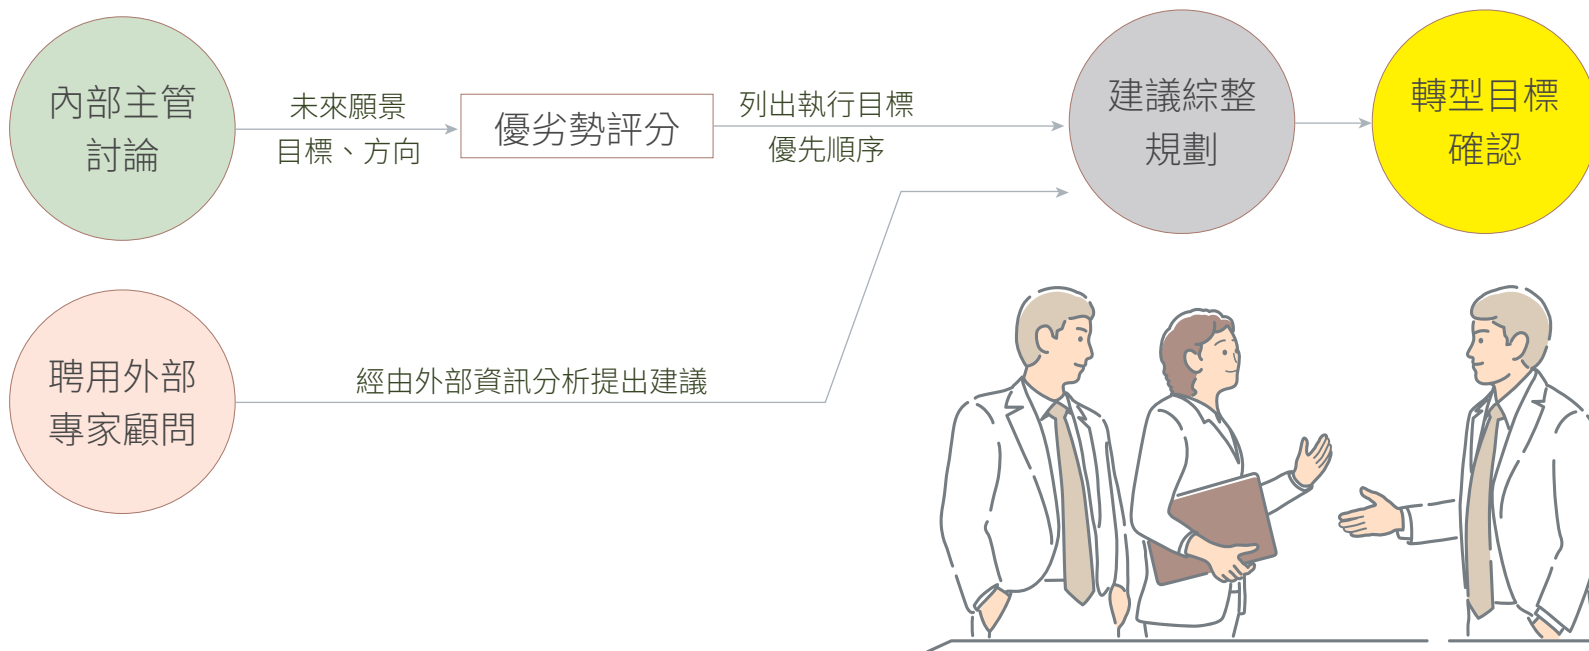 內部主管
討論
未來願景
目標、方向
優劣勢評分
列出執行目標
優先順序
建議綜整
規劃
轉型目標
確認
聘用外部
專家顧問
經由外部資訊分析提出建議